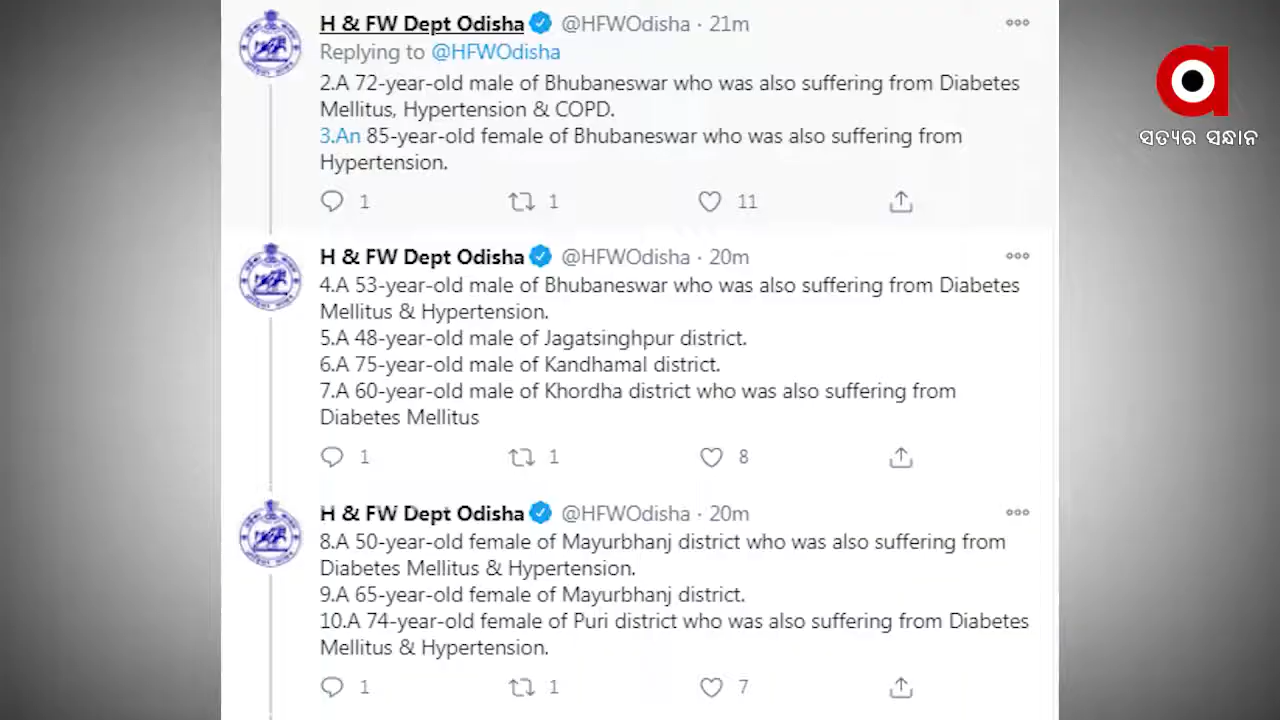 H & FW Dept Odisha @HFWOdisha · 21m
Replying to @HFWOdisha
2.A 72-year-old male of Bhubaneswar who was also suffering from Diabetes
Mellitus, Hypertension & COPD.
3.An 85-year-old female of Bhubaneswar who was also suffering from
Hypertension.
1 1 11
ସତ୍ୟର ସନ୍ଧାନ
H & FW Dept Odisha @HFWOdisha · 20m
4.A 53-year-old male of Bhubaneswar who was also suffering from Diabetes
Mellitus & Hypertension.
5.A 48-year-old male of Jagatsinghpur district.
6.A 75-year-old male of Kandhamal district.
7.A 60-year-old male of Khordha district who was also suffering from
Diabetes Mellitus
1 1 8
H & FW Dept Odisha @HFWOdisha · 20m
8.A 50-year-old female of Mayurbhanj district who was also suffering from
Diabetes Mellitus & Hypertension.
9.A 65-year-old female of Mayurbhanj district.
10.A 74-year-old female of Puri district who was also suffering from Diabetes
Mellitus & Hypertension.
1 1 7